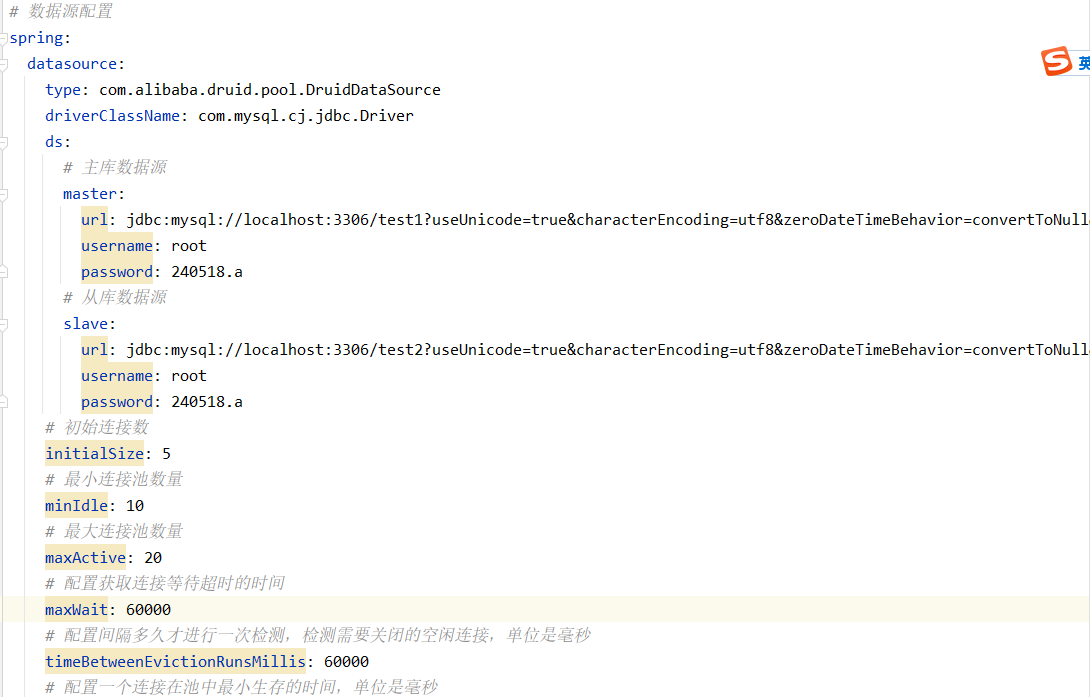 # 数据源配置
spring:
datasource:
type: com.alibaba.druid.pool.DruidDataSource
driverClassName: com.mysql.cj.jdbc.Driver
ds:
# 主库数据源
master:
url: jdbc:mysql://localhost:3306/test1?useUnicode=true&characterEncoding=utf8&zeroDateTimeBehavior=convertToNull&
username: root
password: 240518.a
# 从库数据源
slave:
url: jdbc:mysql://localhost:3306/test2?useUnicode=true&characterEncoding=utf8&zeroDateTimeBehavior=convertToNull&
username: root
password: 240518.a
# 初始连接数
initialSize: 5
# 最小连接池数量
minIdle: 10
# 最大连接池数量
maxActive: 20
# 配置获取连接等待超时的时间
maxWait: 60000
# 配置间隔多久才进行一次检测，检测需要关闭的空闲连接，单位是毫秒
timeBetweenEvictionRunsMillis: 60000
# 配置一个连接在池中最小生存的时间，单位是毫秒
S 英